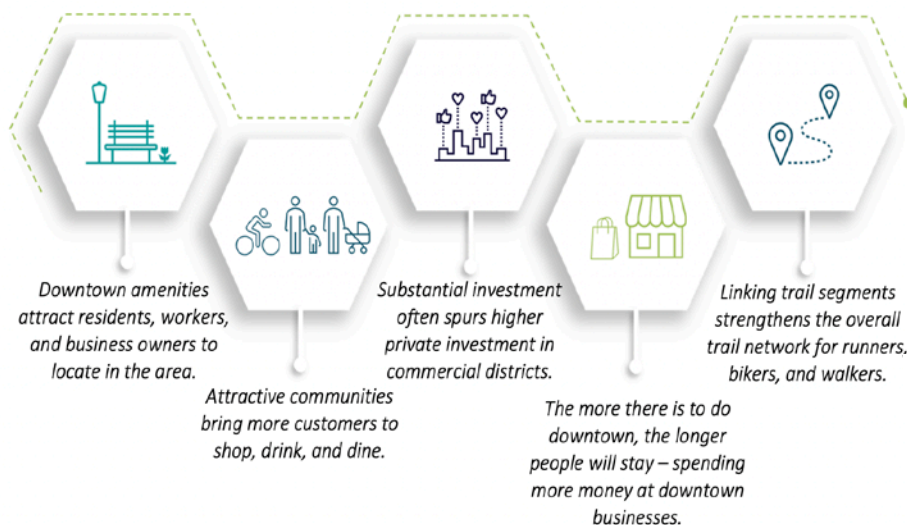 Downtown amenities
attract residents, workers,
and business owners to
locate in the area.
Attractive communities
bring more customers to
shop, drink, and dine.
Substantial investment
often spurs higher
private investment in
commercial districts.
The more there is to do
downtown, the longer
people will stay – spending
more money at downtown
businesses.
Linking trail segments
strengthens the overall
trail network for runners,
bikers, and walkers.